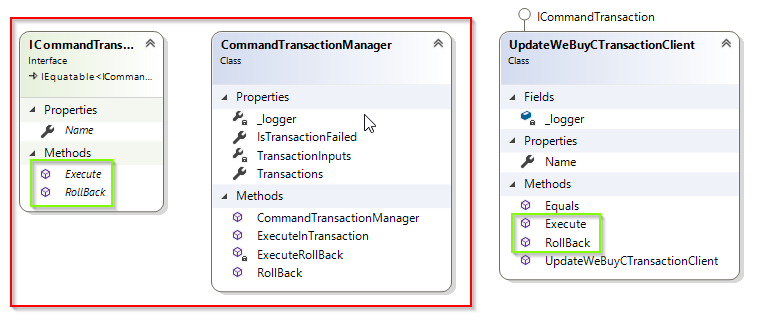 ICommandTrans...
Interface
IEquatable<IComman...
Properties
Name
Methods
Execute
RollBack
CommandTransactionManager
Class
Properties
_logger
IsTransactionFailed
TransactionInputs
Transactions
Methods
CommandTransactionManager
ExecuteInTransaction
ExecuteRollBack
RollBack
ICommandTransaction
UpdateWeBuyCTransactionClient
Class
Fields
_logger
Properties
Name
Methods
Equals
Execute
RollBack
UpdateWeBuyCTransactionClient